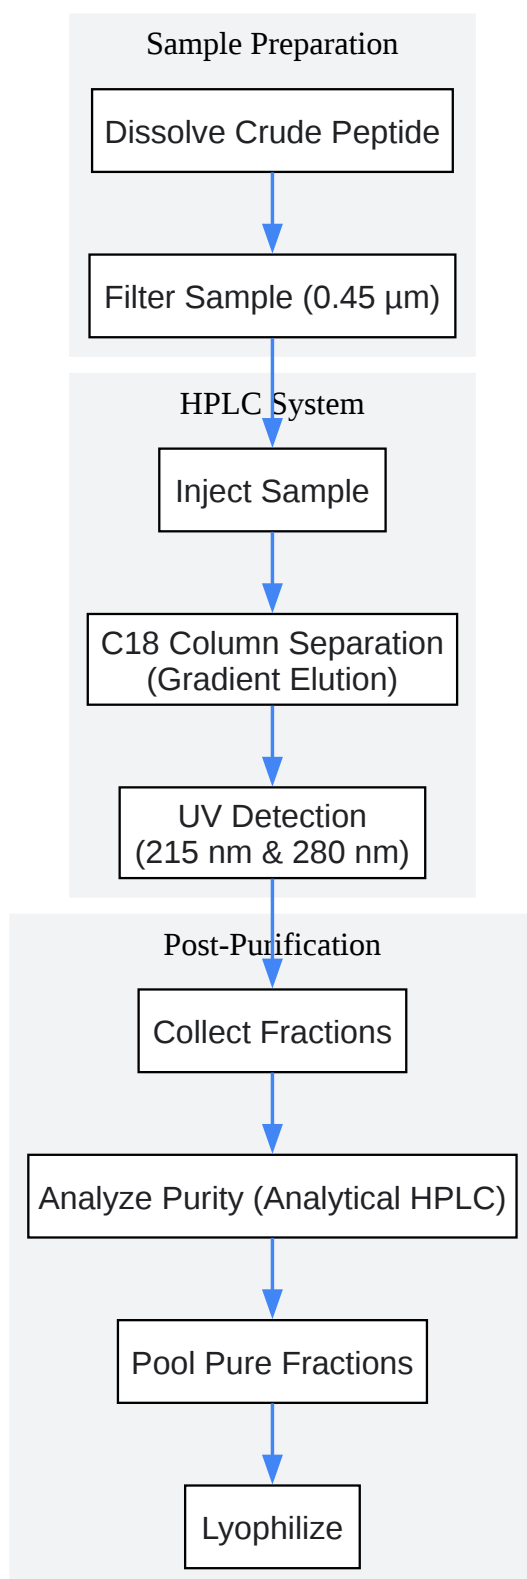 Sample Preparation
Dissolve Crude Peptide
Filter Sample (0.45 µm)
HPLC System
Inject Sample
C18 Column Separation
(Gradient Elution)
UV Detection
(215 nm & 280 nm)
Post-Purification
Collect Fractions
Analyze Purity (Analytical HPLC)
Pool Pure Fractions
Lyophilize